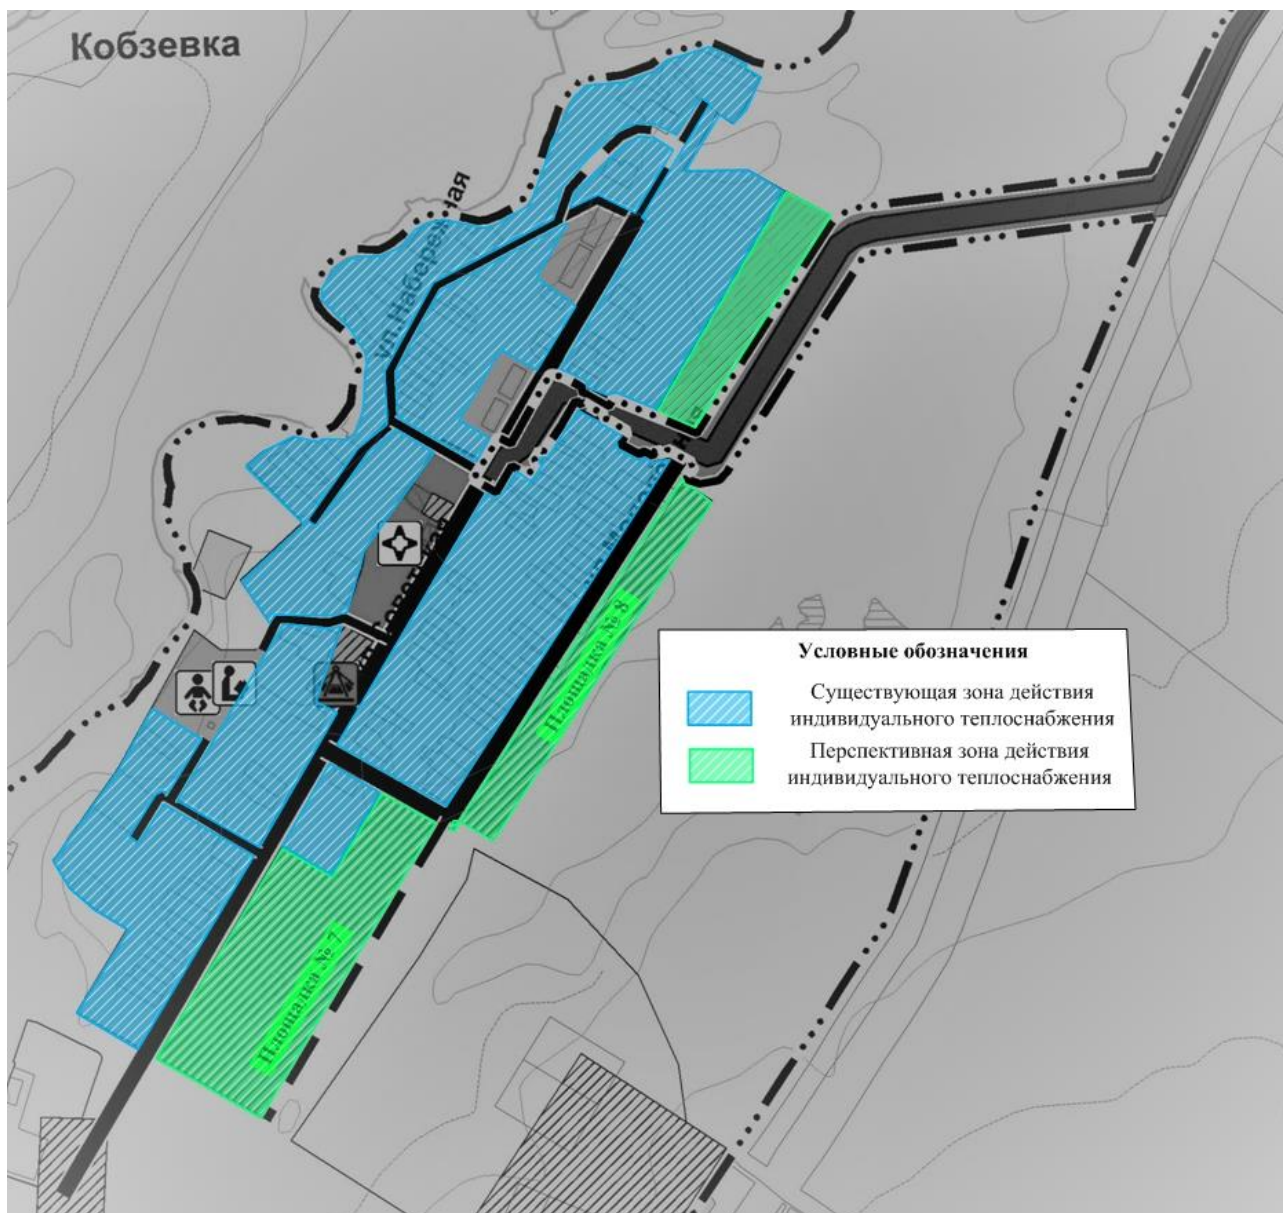 Кобзевка
ул.Набережная
Площадка № 8
Условные обозначения
Существующая зона действия
индивидуального теплоснабжения
Перспективная зона действия
индивидуального теплоснабжения
Площадка № 7